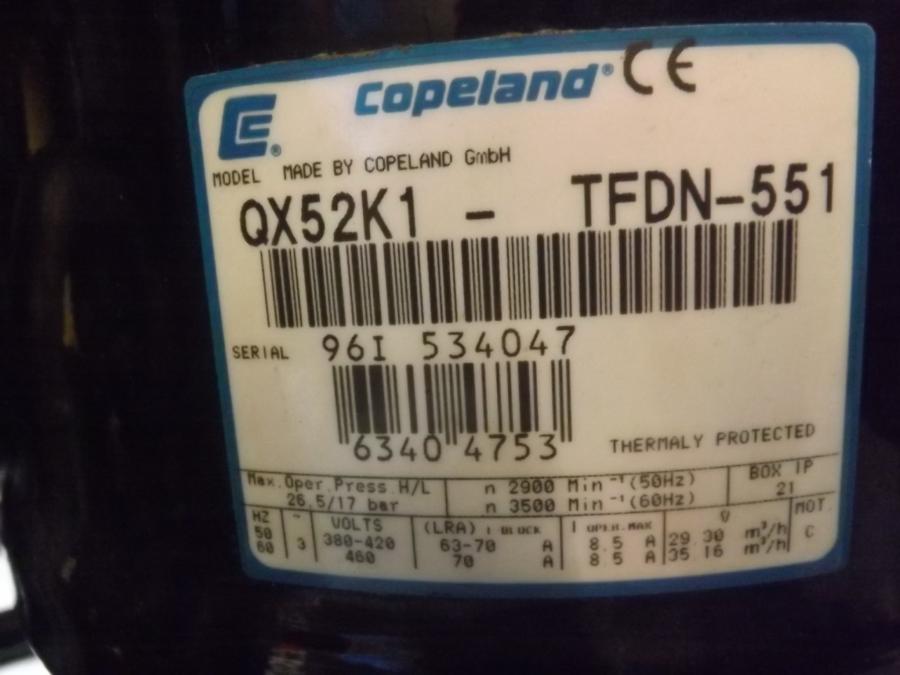 Copeland® CE
E®
MODEL MADE BY COPELAND GmbH
QX52K1 - TFDN-551
SERIAL 96I 534047
6340 4753
THERMALY PROTECTED
Max.Oper.Press.H/L n 2900 Min⁻¹(50Hz) BOX IP
26.5/17 bar n 3500 Min⁻¹(60Hz) 21
HZ ~ VOLTS (LRA) I BLOCK I OPER.MAX V̇ MOT.
50 3 380-420 63-70 A 8.5 A 29.30 m³/h C
60 460 70 A 8.5 A 35.16 m³/h